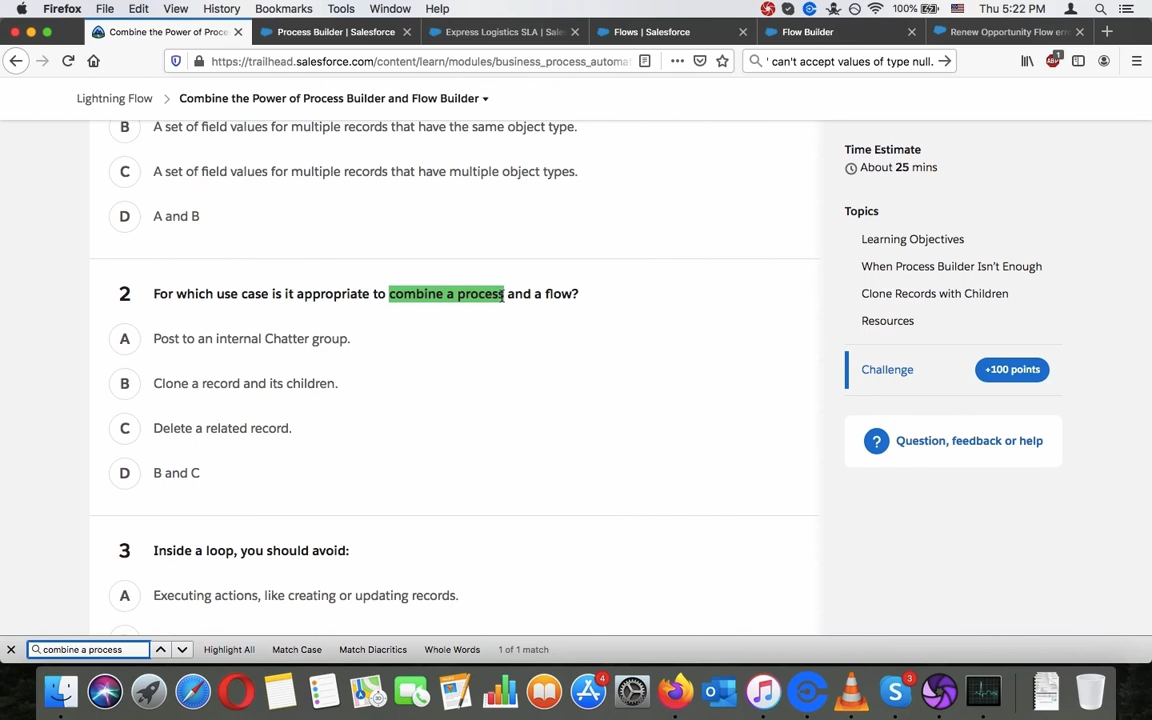 Firefox File Edit View History Bookmarks Tools Window Help 100% Thu 5:22 PM
Combine the Power of Proce Process Builder | Salesforce Express Logistics SLA | Sale Flows | Salesforce Flow Builder Renew Opportunity Flow err
https://trailhead.salesforce.com/content/learn/modules/business_process_automat ' can't accept values of type null.
Lightning Flow > Combine the Power of Process Builder and Flow Builder
B A set of field values for multiple records that have the same object type.
C A set of field values for multiple records that have multiple object types.
D A and B
2 For which use case is it appropriate to combine a process and a flow?
A Post to an internal Chatter group.
B Clone a record and its children.
C Delete a related record.
D B and C
3 Inside a loop, you should avoid:
A Executing actions, like creating or updating records.
Time Estimate
About 25 mins
Topics
Learning Objectives
When Process Builder Isn't Enough
Clone Records with Children
Resources
Challenge +100 points
? Question, feedback or help
combine a process Highlight All Match Case Match Diacritics Whole Words 1 of 1 match
4
3